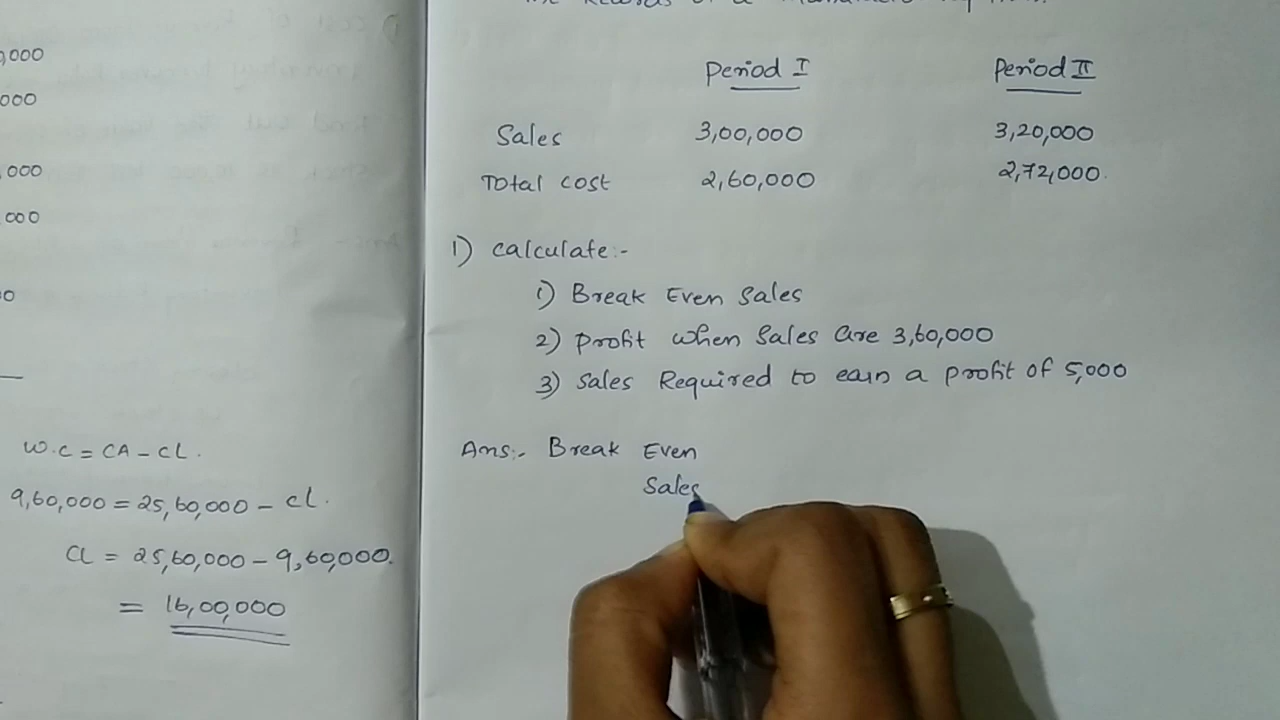 0,000
000
,000
,000
0
W.C = CA - CL.
9,60,000 = 25,60,000 - CL.
CL = 25,60,000 - 9,60,000.
= 16,00,000
Period I Period II
Sales 3,00,000 3,20,000
Total cost 2,60,000 2,72,000.
1) Calculate:-
1) Break Even Sales
2) Profit when Sales are 3,60,000
3) Sales Required to earn a profit of 5,000
Ans:- Break Even
Sales